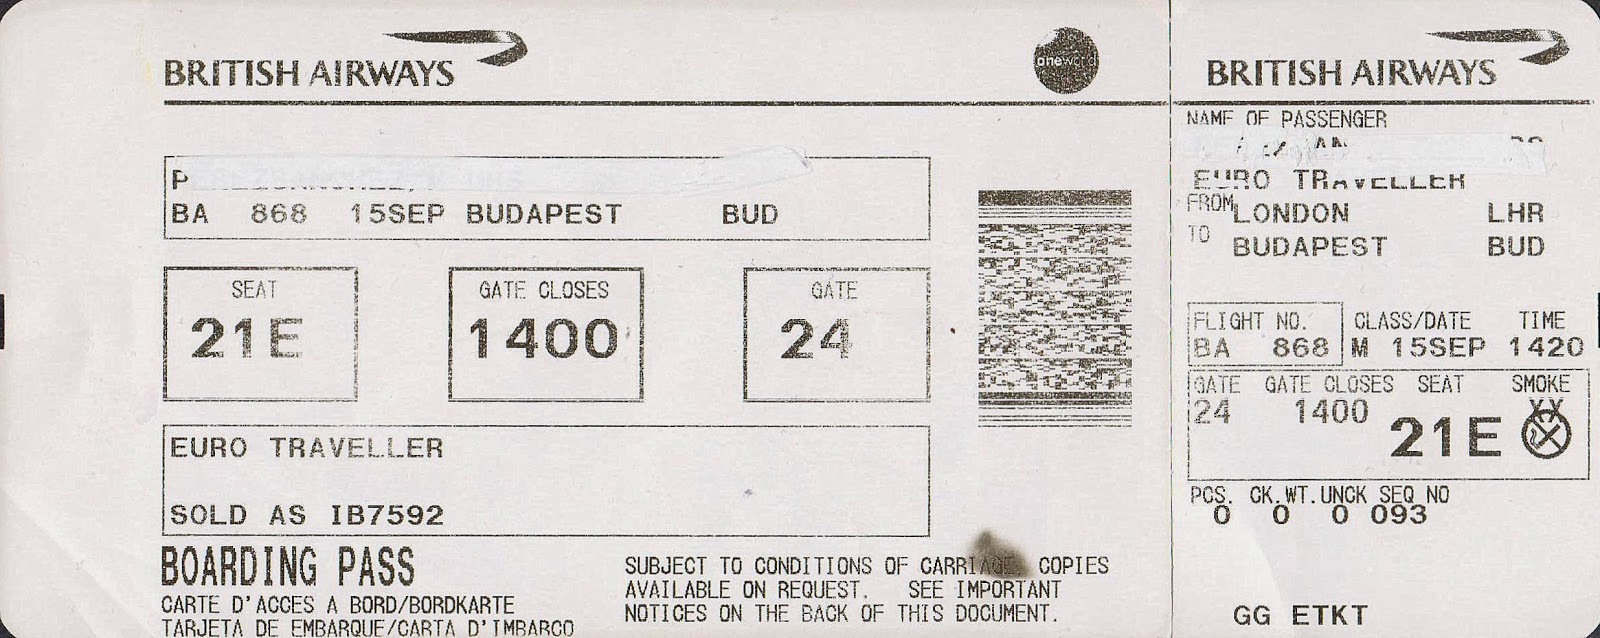 BRITISH AIRWAYS
oneworld
BA 868 15SEP BUDAPEST BUD
SEAT
21E
GATE CLOSES
1400
GATE
24
EURO TRAVELLER
SOLD AS IB7592
BOARDING PASS
CARTE D'ACCES A BORD/BORDKARTE
TARJETA DE EMBARQUE/CARTA D'IMBARCO
SUBJECT TO CONDITIONS OF CARRIAGE. COPIES
AVAILABLE ON REQUEST. SEE IMPORTANT
NOTICES ON THE BACK OF THIS DOCUMENT.
BRITISH AIRWAYS
NAME OF PASSENGER
EURO TRAVELLER
FROM LONDON LHR
TO BUDAPEST BUD
FLIGHT NO. CLASS/DATE TIME
BA 868 M 15SEP 1420
GATE GATE CLOSES SEAT SMOKE
24 1400 21E
PCS. CK.WT. UNCK SEQ NO
0 0 0 093
GG ETKT